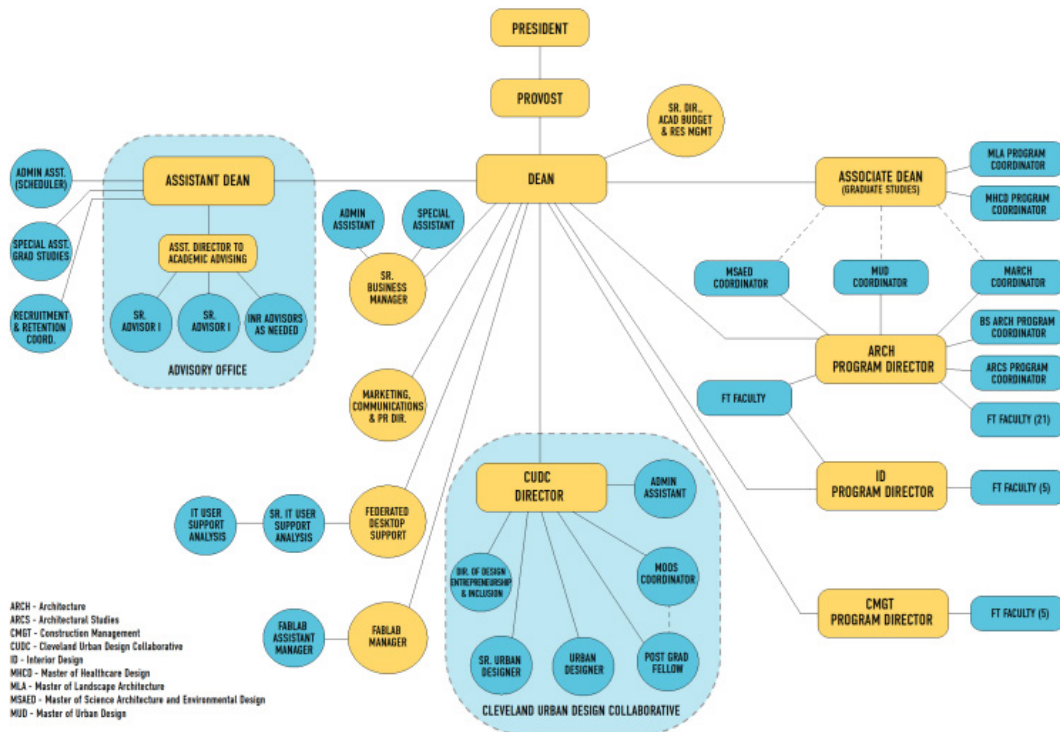 PRESIDENT
PROVOST
SR. DIR.,
ACAD BUDGET
& RES MGMT
ADMIN ASST.
(SCHEDULER)
ASSISTANT DEAN
DEAN
ASSOCIATE DEAN
(GRADUATE STUDIES)
MLA PROGRAM
COORDINATOR
MHCD PROGRAM
COORDINATOR
SPECIAL ASST.
GRAD STUDIES
ASST. DIRECTOR TO
ACADEMIC ADVISING
ADMIN
ASSISTANT
SPECIAL
ASSISTANT
SR.
BUSINESS
MANAGER
MSAED
COORDINATOR
MUD
COORDINATOR
MARCH
COORDINATOR
RECRUITMENT
& RETENTION
COORD.
SR.
ADVISOR I
SR.
ADVISOR I
INR ADVISORS
AS NEEDED
ADVISORY OFFICE
BS ARCH PROGRAM
COORDINATOR
ARCH
PROGRAM DIRECTOR
ARCS PROGRAM
COORDINATOR
MARKETING,
COMMUNICATIONS
& PR DIR.
FT FACULTY
FT FACULTY (21)
CUDC
DIRECTOR
ADMIN
ASSISTANT
ID
PROGRAM DIRECTOR
FT FACULTY (5)
IT USER
SUPPORT
ANALYSIS
SR. IT USER
SUPPORT
ANALYSIS
FEDERATED
DESKTOP
SUPPORT
DIR. OF DESIGN
ENTREPRENEURSHIP
& INCLUSION
MOOS
COORDINATOR
CMGT
PROGRAM DIRECTOR
FT FACULTY (5)
FABLAB
ASSISTANT
MANAGER
FABLAB
MANAGER
SR. URBAN
DESIGNER
URBAN
DESIGNER
POST GRAD
FELLOW
CLEVELAND URBAN DESIGN COLLABORATIVE
ARCH - Architecture
ARCS - Architectural Studies
CMGT - Construction Management
CUDC - Cleveland Urban Design Collaborative
ID - Interior Design
MHCD - Master of Healthcare Design
MLA - Master of Landscape Architecture
MSAED - Master of Science Architecture and Environmental Design
MUD - Master of Urban Design